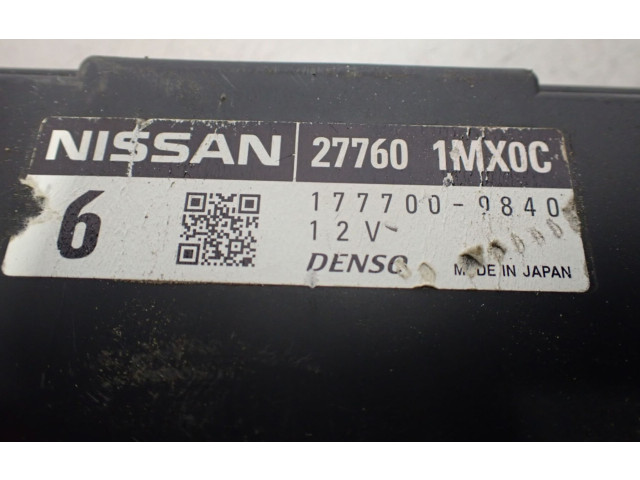 NISSAN 27760 1MX0C
6
177700-9840
12V
DENSO
MADE IN JAPAN